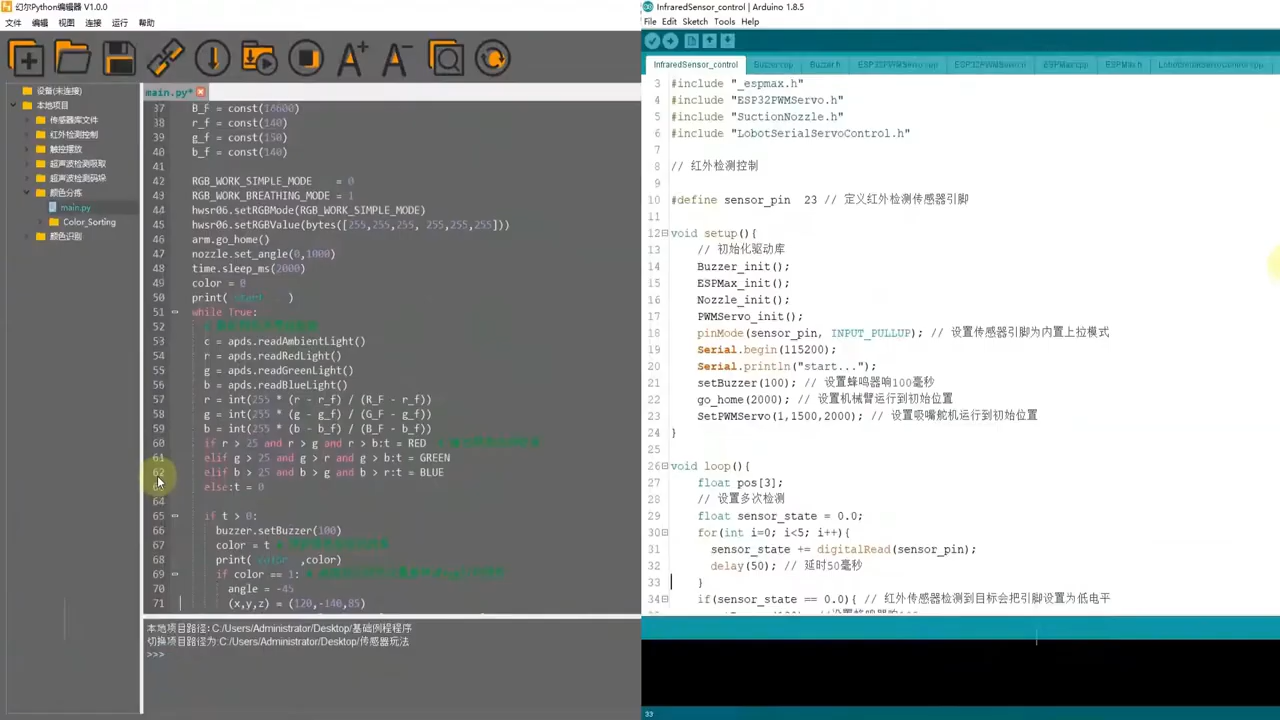 幻尔Python编辑器 V1.0.0
文件 编辑 视图 连接 运行 帮助
设备(未连接)
本地项目
传感器库文件
红外检测控制
触控摆放
超声波检测吸取
超声波检测码垛
颜色分拣
main.py
Color_Sorting
颜色识别
main.py*
37 B_F = const(18600)
38 r_f = const(140)
39 g_f = const(150)
40 b_f = const(140)
41
42 RGB_WORK_SIMPLE_MODE = 0
43 RGB_WORK_BREATHING_MODE = 1
44 hwsr06.setRGBMode(RGB_WORK_SIMPLE_MODE)
45 hwsr06.setRGBValue(bytes([255,255,255, 255,255,255]))
46 arm.go_home()
47 nozzle.set_angle(0,1000)
48 time.sleep_ms(2000)
49 color = 0
50 print( start )
51 while True:
52
53 c = apds.readAmbientLight()
54 r = apds.readRedLight()
55 g = apds.readGreenLight()
56 b = apds.readBlueLight()
57 r = int(255 * (r - r_f) / (R_F - r_f))
58 g = int(255 * (g - g_f) / (G_F - g_f))
59 b = int(255 * (b - b_f) / (B_F - b_f))
60 if r > 25 and r > g and r > b:t = RED
61 elif g > 25 and g > r and g > b:t = GREEN
62 elif b > 25 and b > g and b > r:t = BLUE
else:t = 0
64
65 if t > 0:
66 buzzer.setBuzzer(100)
67 color = t
68 print( ,color)
69 if color == 1:
70 angle = -45
71 (x,y,z) = (120,-140,85)
本地项目路径: C:/Users/Administrator/Desktop/基础例程程序
切换项目路径为:C:/Users/Administrator/Desktop/传感器玩法
>>>
InfraredSensor_control | Arduino 1.8.5
File Edit Sketch Tools Help
InfraredSensor_control Buzzer.cpp Buzzer.h ESP32PWMServo.cpp ESP32PWMServo.h ESPMax.cpp ESPMax.h LobotSerialServoControl.cpp
3 #include "_espmax.h"
4 #include "ESP32PWMServo.h"
5 #include "SuctionNozzle.h"
6 #include "LobotSerialServoControl.h"
7
8 // 红外检测控制
9
10 #define sensor_pin 23 // 定义红外检测传感器引脚
11
12 void setup(){
13 // 初始化驱动库
14 Buzzer_init();
15 ESPMax_init();
16 Nozzle_init();
17 PWMServo_init();
18 pinMode(sensor_pin, INPUT_PULLUP); // 设置传感器引脚为内置上拉模式
19 Serial.begin(115200);
20 Serial.println("start...");
21 setBuzzer(100); // 设置蜂鸣器响100毫秒
22 go_home(2000); // 设置机械臂运行到初始位置
23 SetPWMServo(1,1500,2000); // 设置吸嘴舵机运行到初始位置
24 }
25
26 void loop(){
27 float pos[3];
28 // 设置多次检测
29 float sensor_state = 0.0;
30 for(int i=0; i<5; i++){
31 sensor_state += digitalRead(sensor_pin);
32 delay(50); // 延时50毫秒
33 }
34 if(sensor_state == 0.0){ // 红外传感器检测到目标会把引脚设置为低电平
33